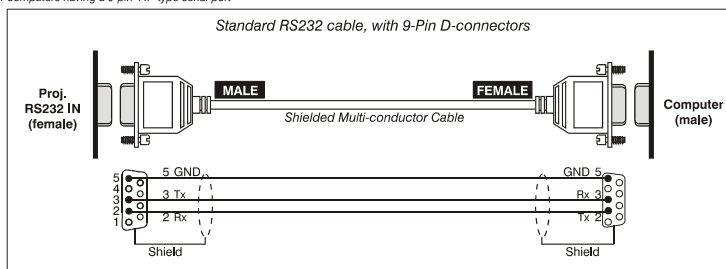 computers having a 9-pin "AT" type serial port
Standard RS232 cable, with 9-Pin D-connectors
Proj.
RS232 IN
(female)
MALE
FEMALE
Computer
(male)
Shielded Multi-conductor Cable
5 GND
GND 5
5
4
3 Tx
Rx 3
3
2
2 Rx
Tx 2
1
Shield
Shield